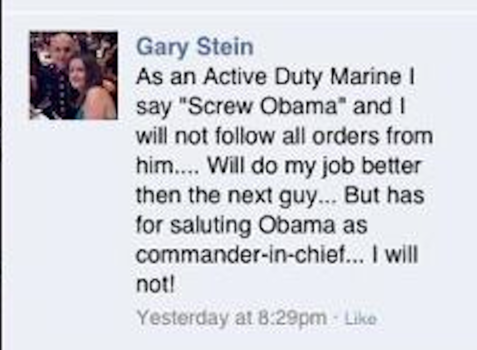 Gary Stein
As an Active Duty Marine I
say "Screw Obama" and I
will not follow all orders from
him.... Will do my job better
then the next guy... But has
for saluting Obama as
commander-in-chief... I will
not!
Yesterday at 8:29pm · Like